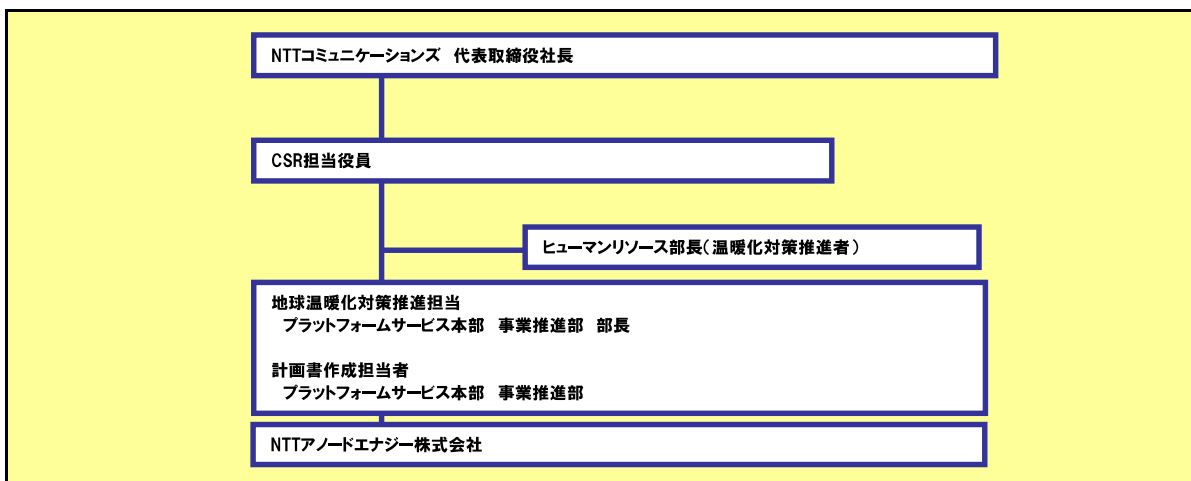 NTTコミュニケーションズ 代表取締役社長
CSR担当役員
ヒューマンリソース部長(温暖化対策推進者)
地球温暖化対策推進担当
プラットフォームサービス本部 事業推進部 部長
計画書作成担当者
プラットフォームサービス本部 事業推進部
NTTアノードエナジー株式会社